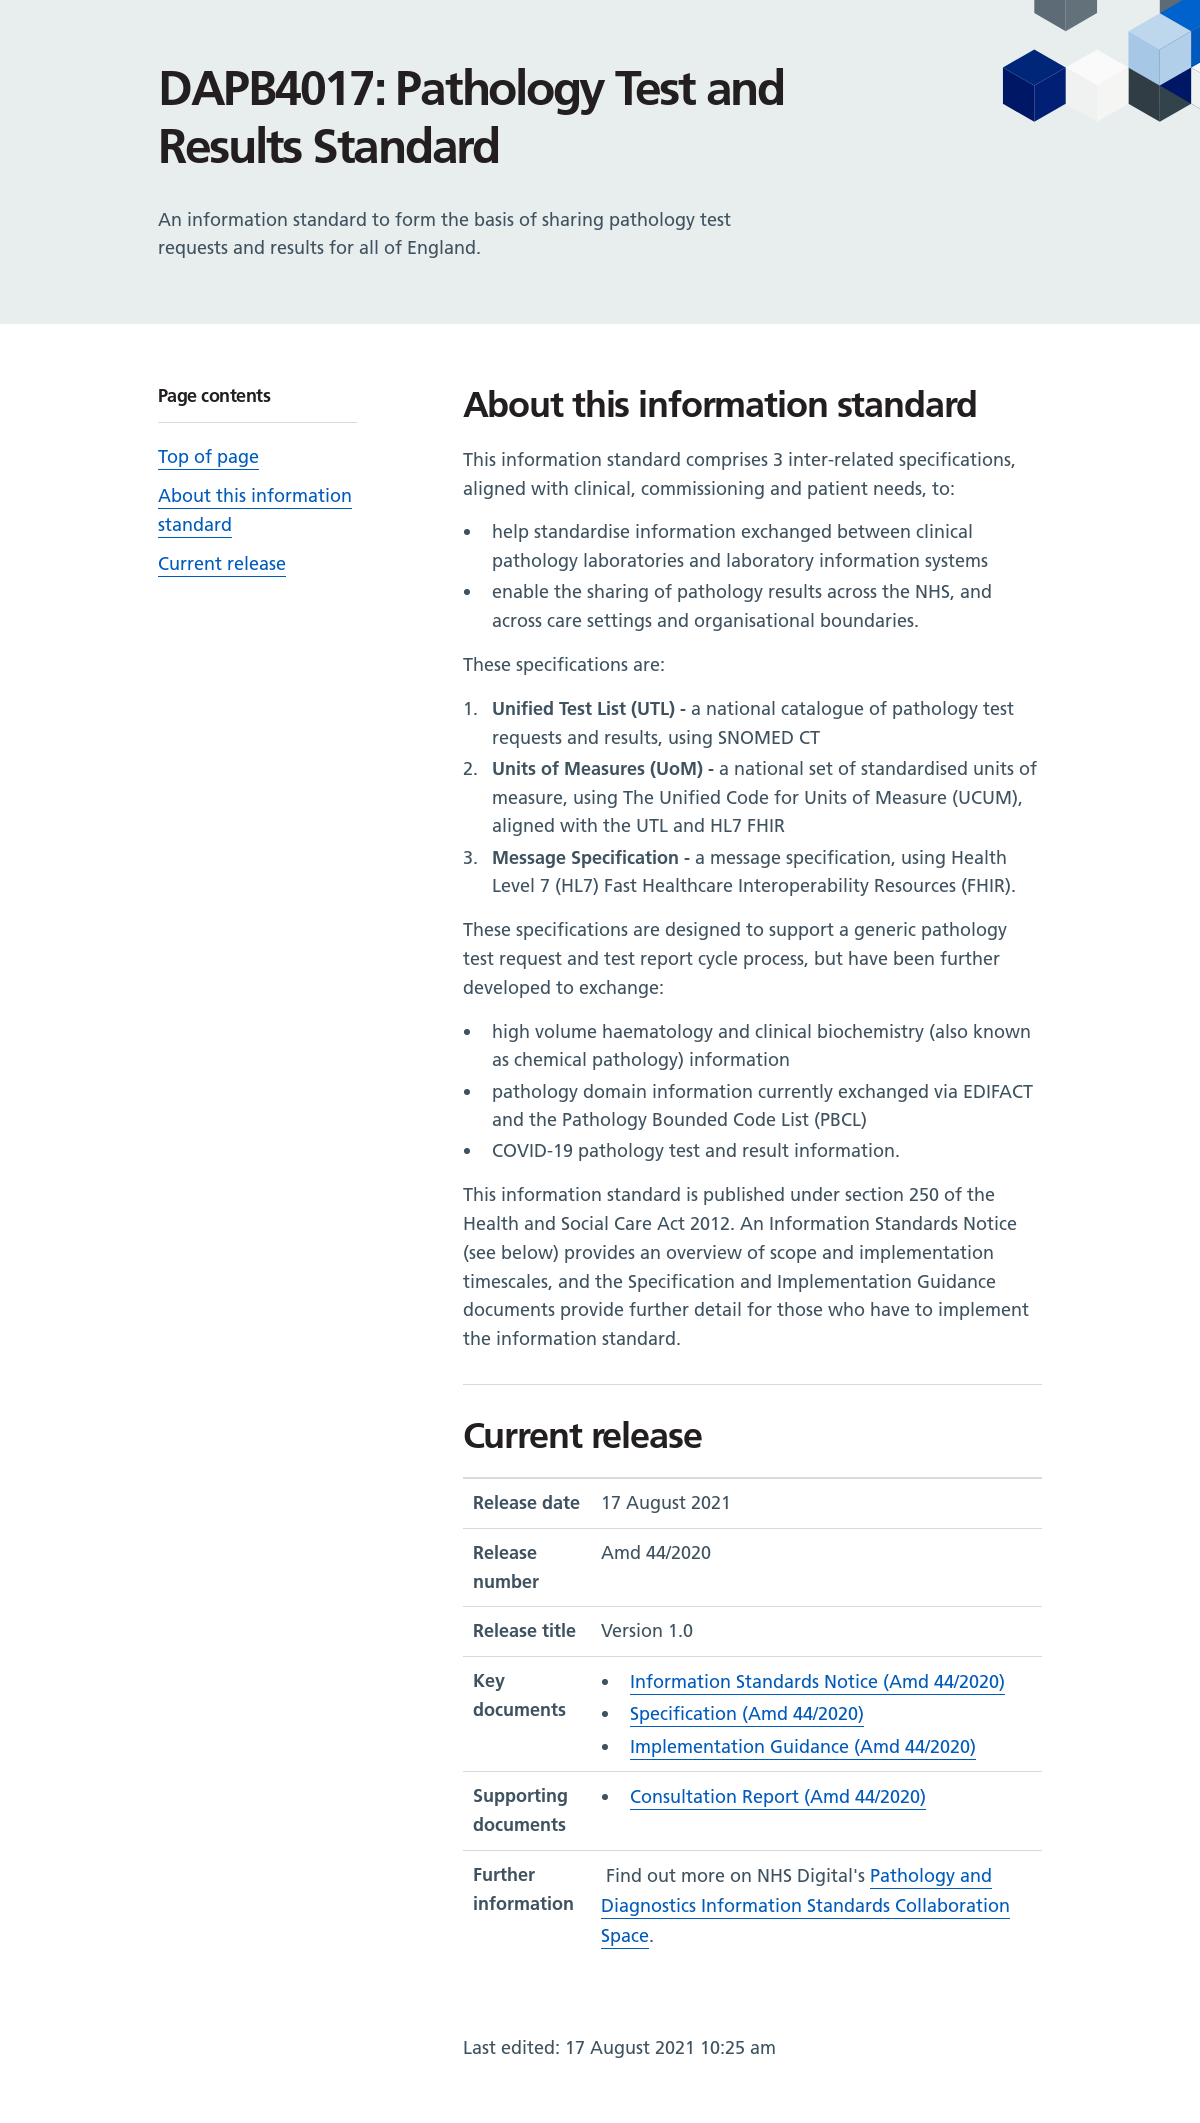 DAPB4017: Pathology Test and
Results Standard
An information standard to form the basis of sharing pathology test
requests and results for all of England.
Page contents
Top of page
About this information
standard
Current release
About this information standard
This information standard comprises 3 inter-related specifications,
aligned with clinical, commissioning and patient needs, to:
• help standardise information exchanged between clinical
pathology laboratories and laboratory information systems
• enable the sharing of pathology results across the NHS, and
across care settings and organisational boundaries.
These specifications are:
1. Unified Test List (UTL) - a national catalogue of pathology test
requests and results, using SNOMED CT
2. Units of Measures (UoM) - a national set of standardised units of
measure, using The Unified Code for Units of Measure (UCUM),
aligned with the UTL and HL7 FHIR
3. Message Specification - a message specification, using Health
Level 7 (HL7) Fast Healthcare Interoperability Resources (FHIR).
These specifications are designed to support a generic pathology
test request and test report cycle process, but have been further
developed to exchange:
• high volume haematology and clinical biochemistry (also known
as chemical pathology) information
• pathology domain information currently exchanged via EDIFACT
and the Pathology Bounded Code List (PBCL)
• COVID-19 pathology test and result information.
This information standard is published under section 250 of the
Health and Social Care Act 2012. An Information Standards Notice
(see below) provides an overview of scope and implementation
timescales, and the Specification and Implementation Guidance
documents provide further detail for those who have to implement
the information standard.
Current release
Release date 17 August 2021
Release Amd 44/2020
number
Release title Version 1.0
Key • Information Standards Notice (Amd 44/2020)
documents • Specification (Amd 44/2020)
• Implementation Guidance (Amd 44/2020)
Supporting • Consultation Report (Amd 44/2020)
documents
Further Find out more on NHS Digital's Pathology and
information Diagnostics Information Standards Collaboration
Space.
Last edited: 17 August 2021 10:25 am